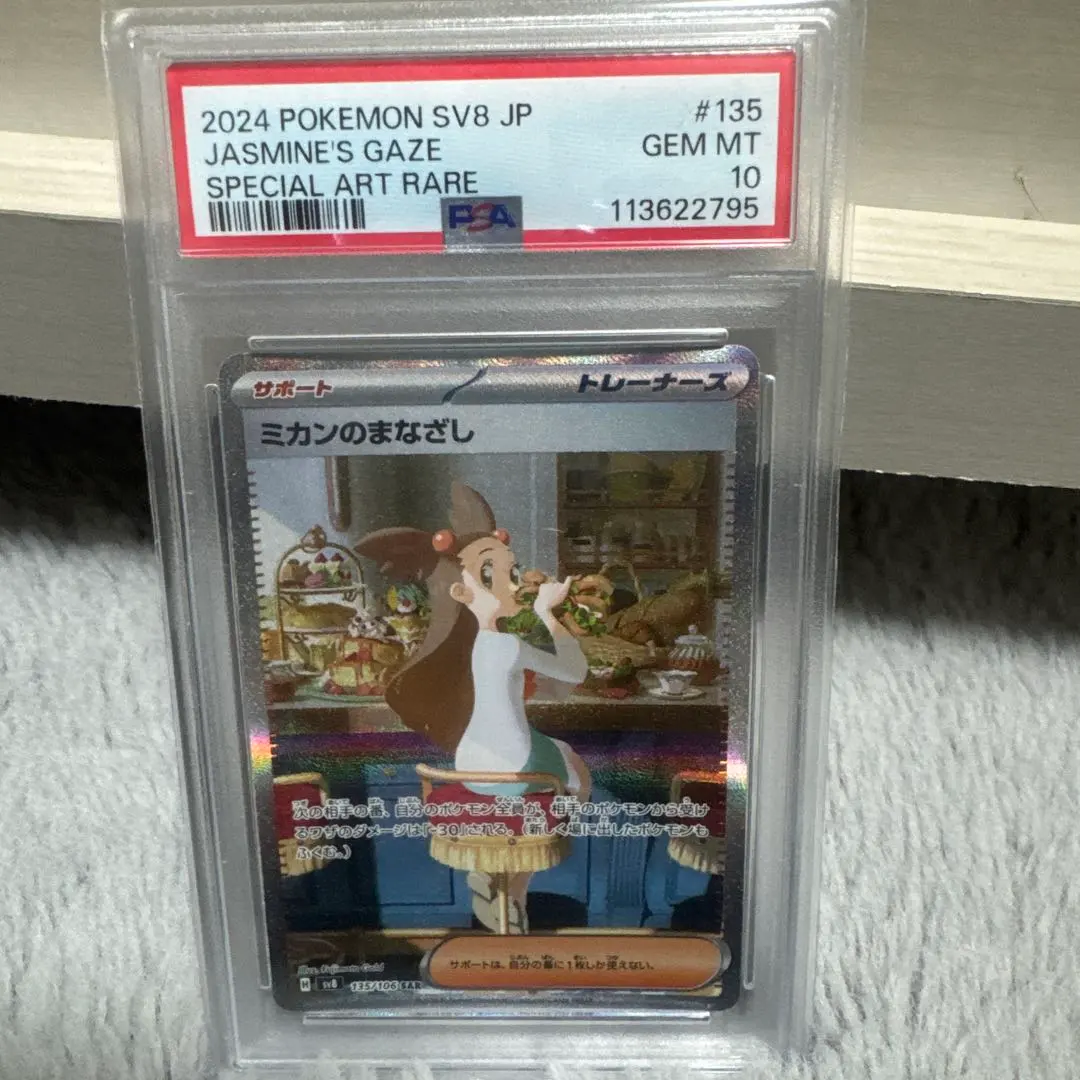 2024 POKEMON SV8 JP #135
JASMINE'S GAZE GEM MT
SPECIAL ART RARE 10
PSA 113622795
サポート トレーナーズ
ミカンのまなざし
次の相手の番、自分のポケモン全員が、相手のポケモンから受け
るワザのダメージは「-30」される。（新しく場に出したポケモンも
ふくむ。）
サポートは、自分の番に1枚しか使えない。
Illus. Fujimoto Gold
H SV8 135/106 SAR